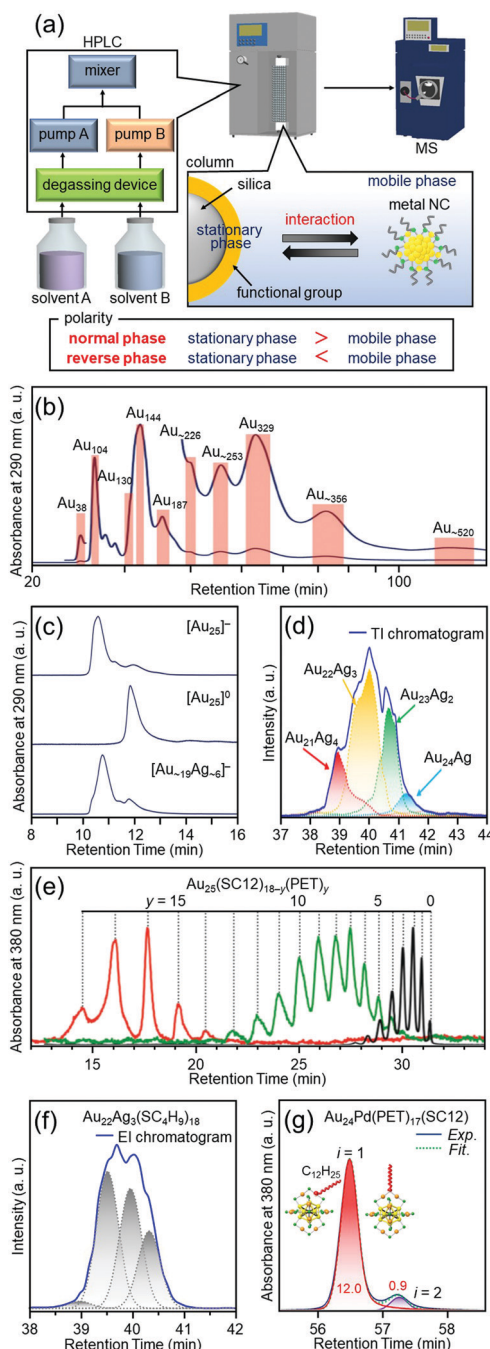 (a)
HPLC
mixer
pump A
pump B
degassing device
solvent A
solvent B
MS
column
silica
stationary
phase
functional group
interaction
mobile phase
metal NC
polarity
normal phase stationary phase > mobile phase
reverse phase stationary phase < mobile phase
(b)
Absorbance at 290 nm (a. u.)
Au38
Au104
Au130
Au144
Au187
Au~226
Au~253
Au329
Au~356
Au~520
20
100
Retention Time (min)
(c)
Absorbance at 290 nm (a. u.)
[Au25]−
[Au25]0
[Au~19Ag~6]−
8 10 12 14 16
Retention Time (min)
(d)
TI chromatogram
Intensity (a. u.)
Au21Ag4
Au22Ag3
Au23Ag2
Au24Ag
37 38 39 40 41 42 43 44
Retention Time (min)
(e)
Au25(SC12)18–y(PET)y
y = 15 10 5 0
Absorbance at 380 nm (a. u.)
15 20 25 30
Retention Time (min)
(f)
Au22Ag3(SC4H9)18
EI chromatogram
Intensity (a. u.)
38 39 40 41 42
Retention Time (min)
(g)
Au24Pd(PET)17(SC12)
Exp.
Fit.
i = 1
C12H25
12.0
0.9
i = 2
Absorbance at 380 nm (a. u.)
56 57 58
Retention Time (min)